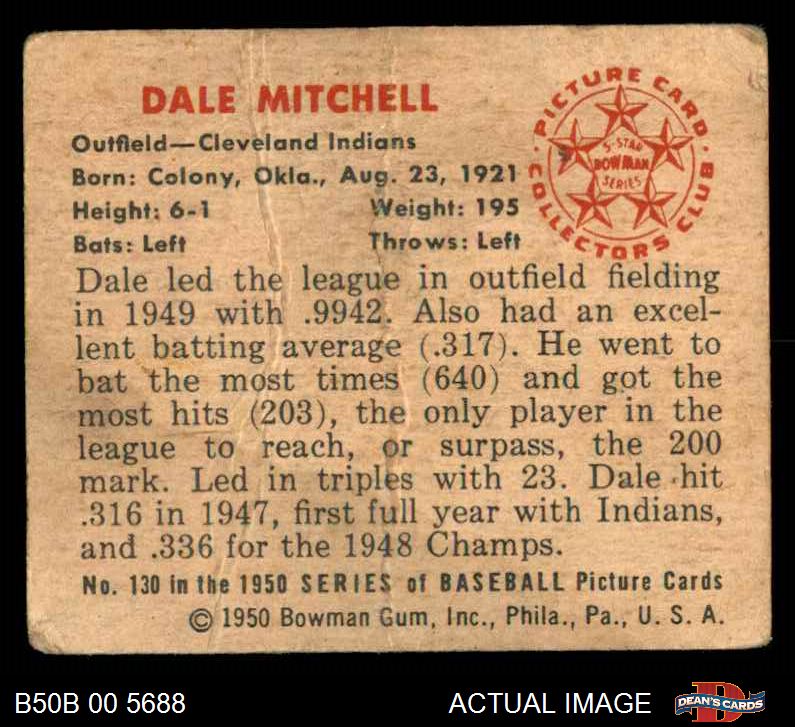 DALE MITCHELL
Outfield—Cleveland Indians
Born: Colony, Okla., Aug. 23, 1921
Height: 6-1 Weight: 195
Bats: Left Throws: Left
PICTURE CARD
COLLECTORS CLUB
5-STAR
BOWMAN
SERIES
Dale led the league in outfield fielding
in 1949 with .9942. Also had an excel-
lent batting average (.317). He went to
bat the most times (640) and got the
most hits (203), the only player in the
league to reach, or surpass, the 200
mark. Led in triples with 23. Dale hit
.316 in 1947, first full year with Indians,
and .336 for the 1948 Champs.
No. 130 in the 1950 SERIES of BASEBALL Picture Cards
© 1950 Bowman Gum, Inc., Phila., Pa., U. S. A.
B50B 00 5688 ACTUAL IMAGE
DEAN'S CARDS